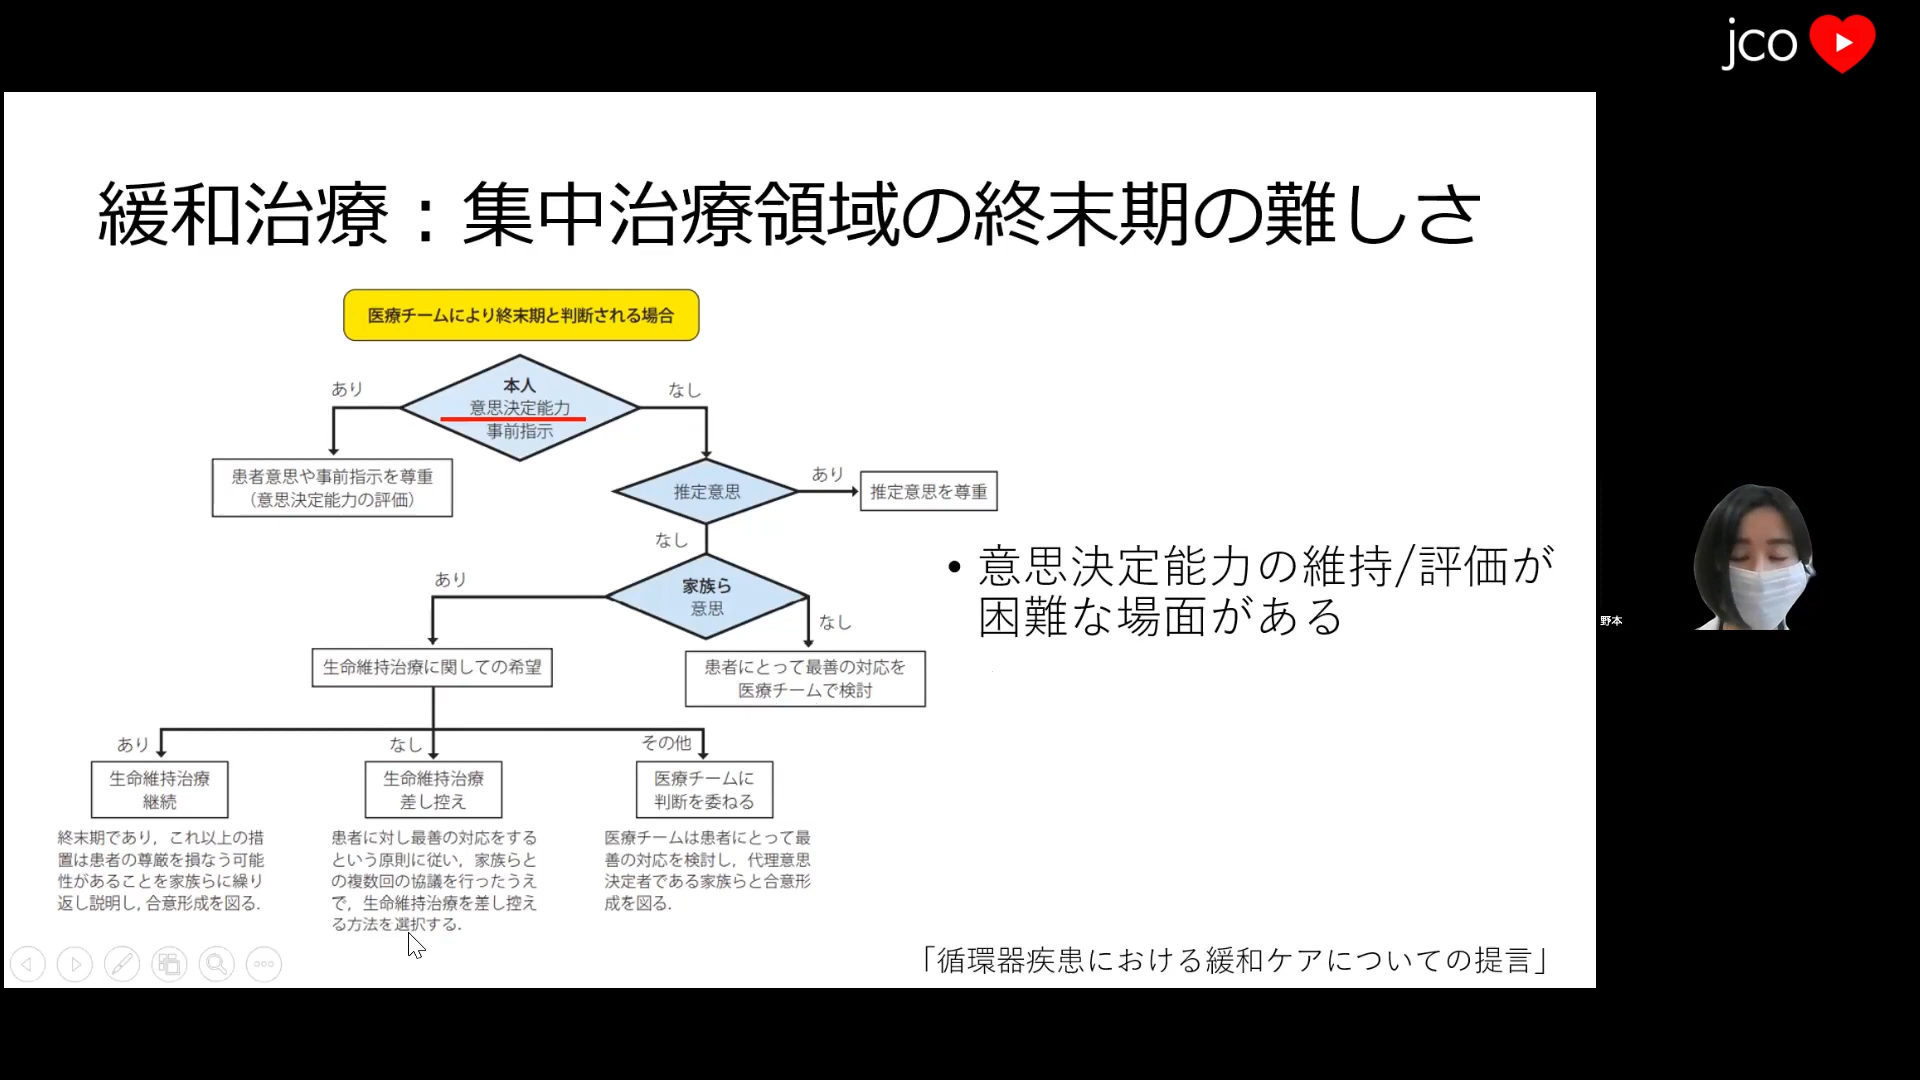 jco
緩和治療：集中治療領域の終末期の難しさ
医療チームにより終末期と判断される場合
本人
意思決定能力
事前指示
あり
なし
患者意思や事前指示を尊重
（意思決定能力の評価）
推定意思
あり
推定意思を尊重
なし
家族ら
意思
あり
なし
生命維持治療に関しての希望
患者にとって最善の対応を
医療チームで検討
あり
なし
その他
生命維持治療
継続
生命維持治療
差し控え
医療チームに
判断を委ねる
終末期であり，これ以上の措
置は患者の尊厳を損なう可能
性があることを家族らに繰り
返し説明し，合意形成を図る．
患者に対し最善の対応をする
という原則に従い，家族らと
の複数回の協議を行ったうえ
で，生命維持治療を差し控え
る方法を選択する．
医療チームは患者にとって最
善の対応を検討し，代理意思
決定者である家族らと合意形
成を図る．
• 意思決定能力の維持/評価が
困難な場面がある
「循環器疾患における緩和ケアについての提言」
野本